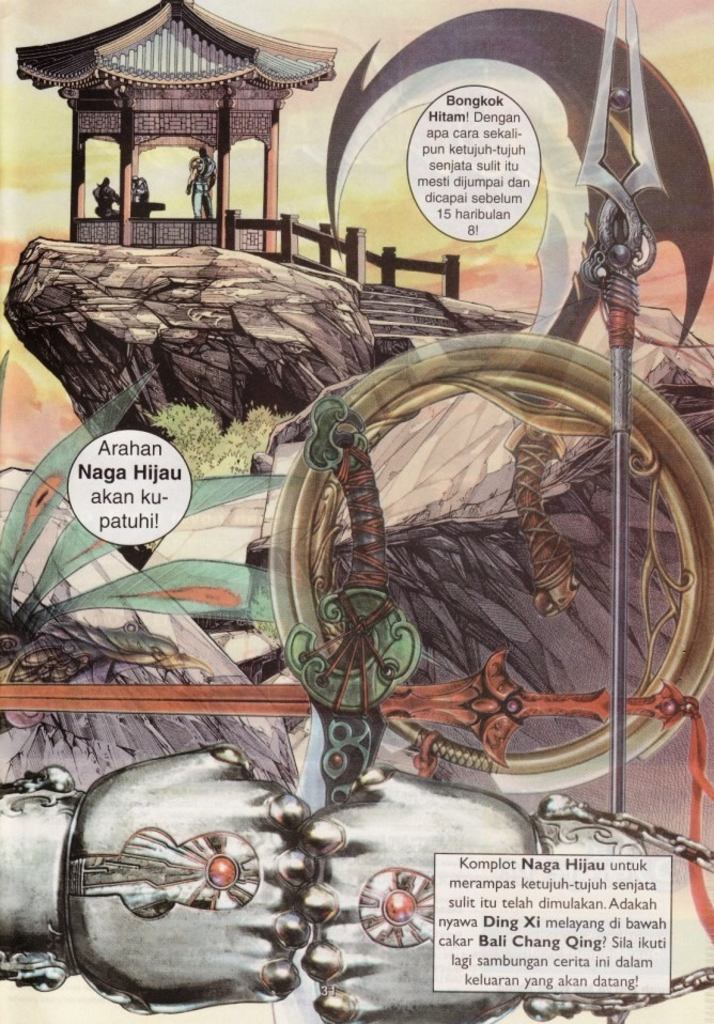 Bongkok
Hitam! Dengan
apa cara sekali-
pun ketujuh-tujuh
senjata sulit itu
mesti dijumpai dan
dicapai sebelum
15 haribulan
8!
Arahan
Naga Hijau
akan ku-
patuhi!
Komplot Naga Hijau untuk
merampas ketujuh-tujuh senjata
sulit itu telah dimulakan. Adakah
nyawa Ding Xi melayang di bawah
cakar Bali Chang Qing? Sila ikuti
lagi sambungan cerita ini dalam
keluaran yang akan datang!
31